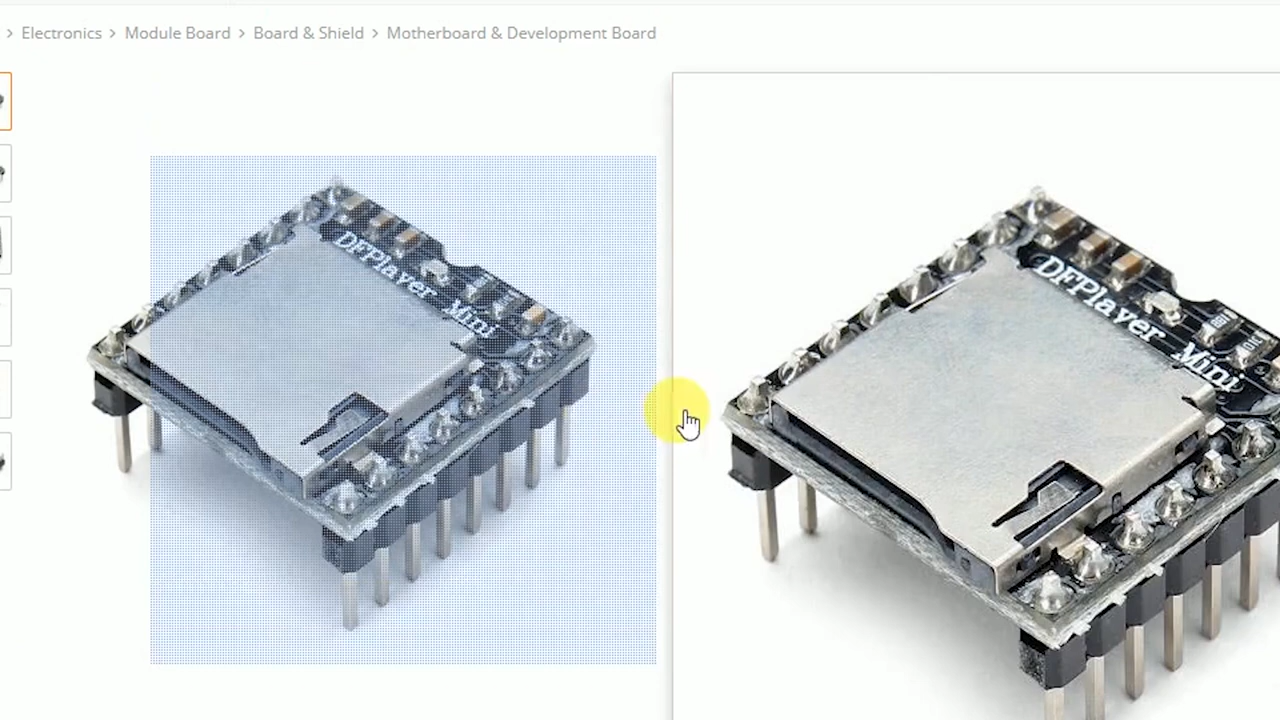 Electronics > Module Board > Board & Shield > Motherboard & Development Board
DFPlayer Mini
DFPlayer Mini